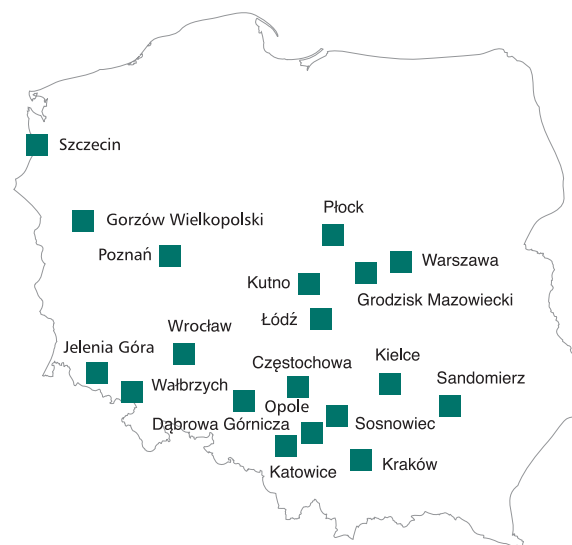 Szczecin
Płock
Gorzów Wielkopolski
Poznań
Warszawa
Kutno
Grodzisk Mazowiecki
Łódź
Wrocław
Jelenia Góra
Częstochowa
Kielce
Wałbrzych
Sandomierz
Opole
Dąbrowa Górnicza
Sosnowiec
Katowice
Kraków